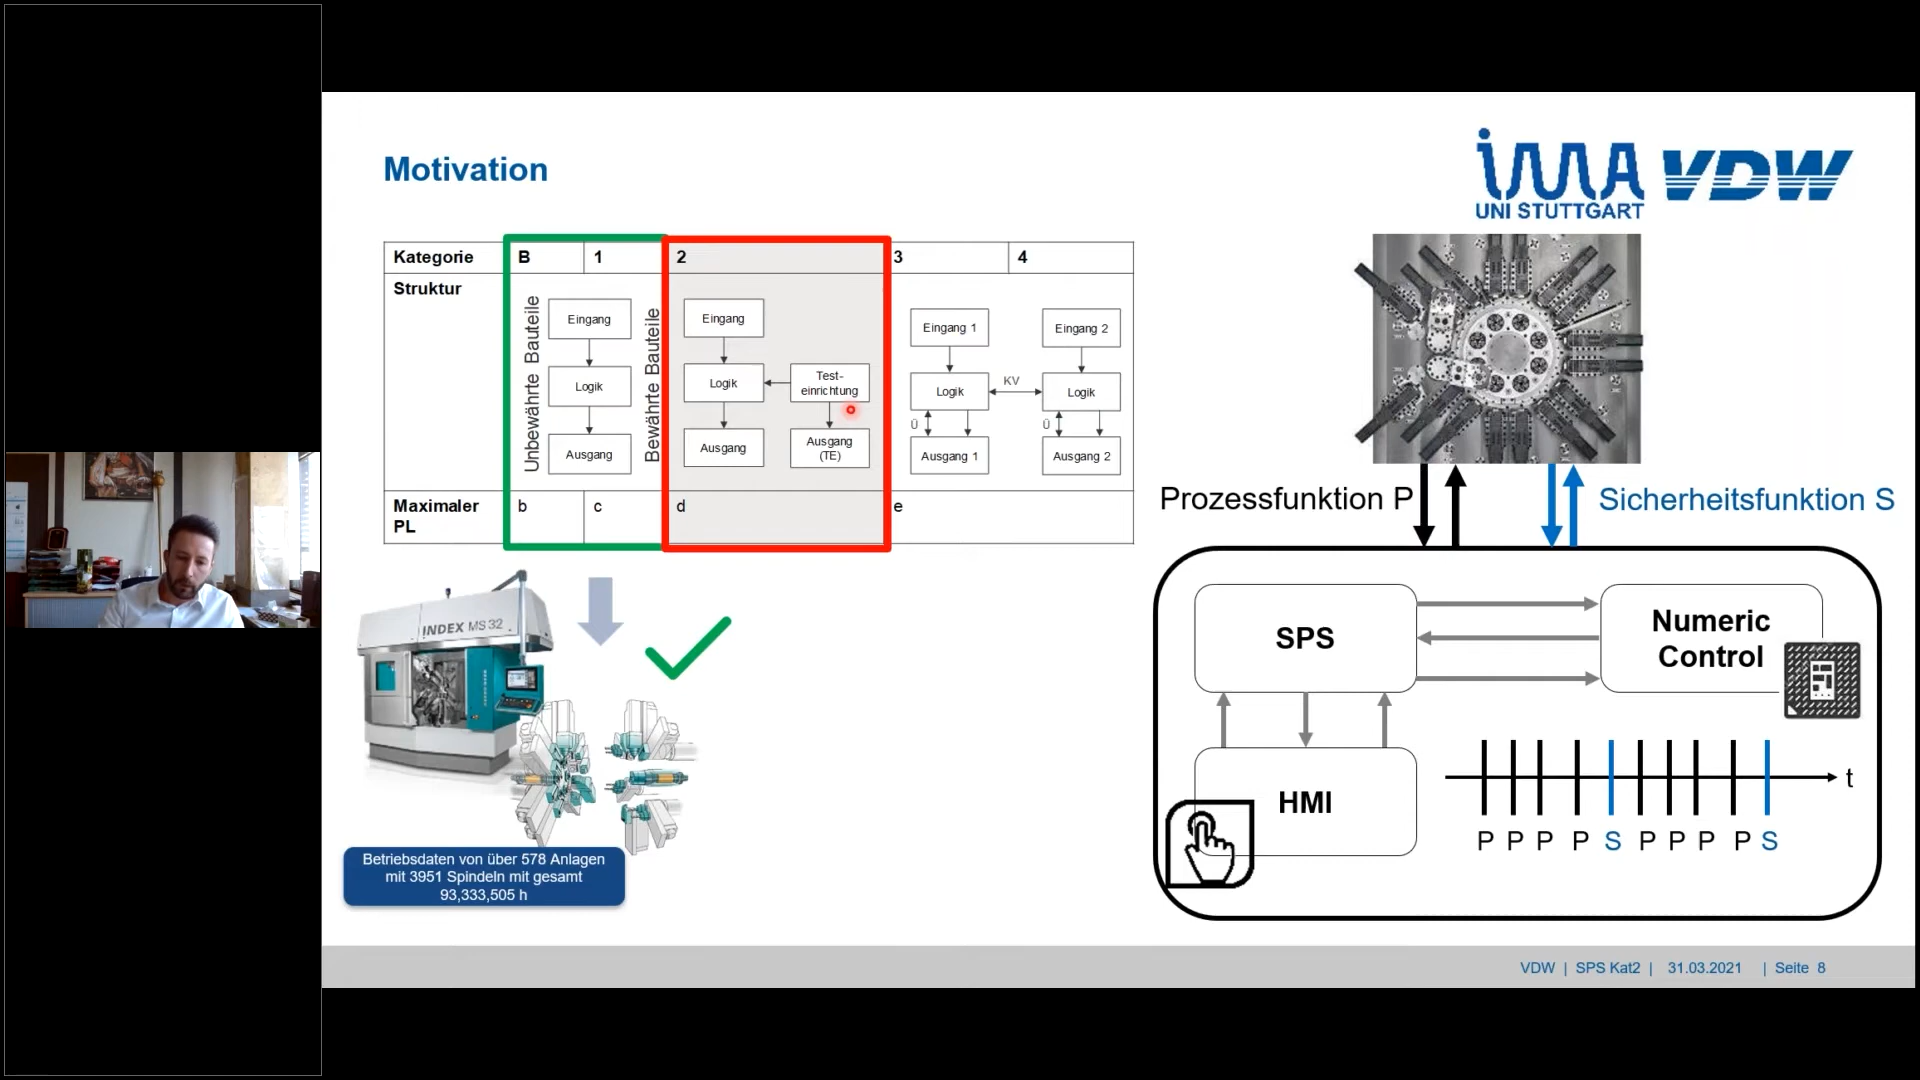 Motivation
ima
UNI STUTTGART
VDW
Kategorie B 1 2 3 4
Struktur
Unbewährte Bauteile
Eingang
Logik
Ausgang
Bewährte Bauteile
Eingang
Logik
Test-
einrichtung
Ausgang
Ausgang
(TE)
Eingang 1
Eingang 2
Logik
KV
Logik
Ü
Ü
Ausgang 1
Ausgang 2
Maximaler
PL
b c d e
INDEX MS 32
Betriebsdaten von über 578 Anlagen
mit 3951 Spindeln mit gesamt
93,333,505 h
Prozessfunktion P
Sicherheitsfunktion S
SPS
Numeric
Control
HMI
t
P P P P S P P P P S
VDW | SPS Kat2 | 31.03.2021 | Seite 8